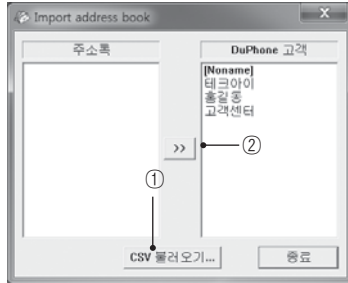 Import address book
주소록
DuPhone 고객
[Noname]
테크아이
홍길동
고객센터
>>
②
①
CSV 불러오기...
종료